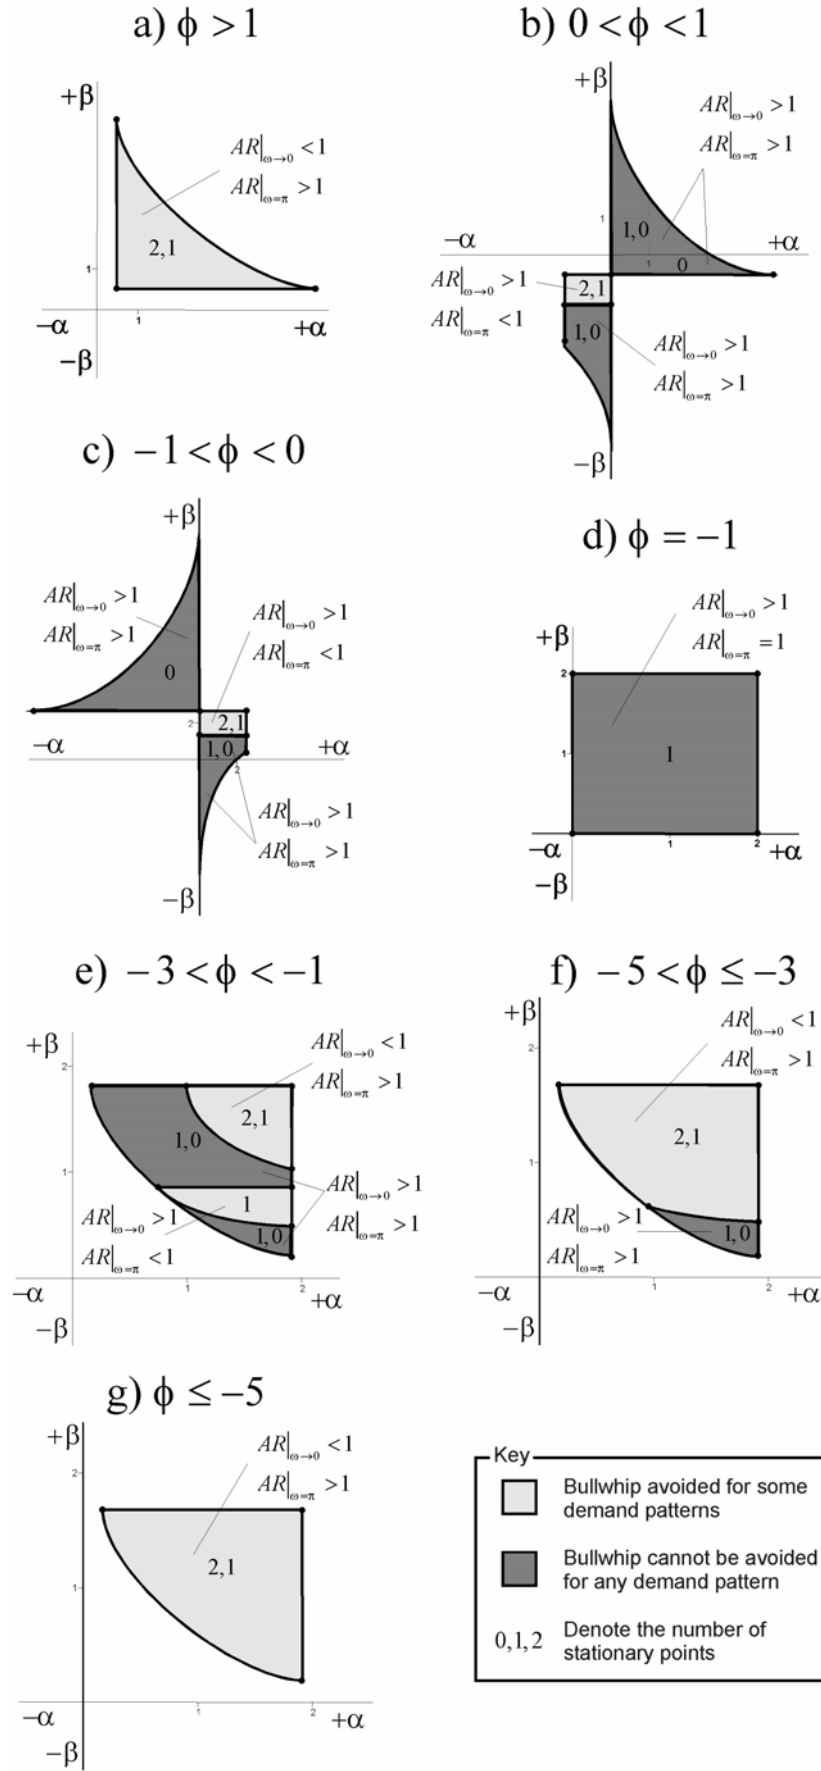 a) ϕ > 1
+β
AR|ω→0 < 1
AR|ω=π > 1
2,1
1
−α
1
+α
−β
b) 0 < ϕ < 1
+β
AR|ω→0 > 1
AR|ω=π > 1
1
1,0
−α
+α
1
0
AR|ω→0 > 1
AR|ω=π < 1
2,1
1,0
AR|ω→0 > 1
AR|ω=π > 1
−β
c) −1 < ϕ < 0
+β
AR|ω→0 > 1
AR|ω=π > 1
0
AR|ω→0 > 1
AR|ω=π < 1
2
2,1
−α
1,0
+α
2
AR|ω→0 > 1
AR|ω=π > 1
−β
d) ϕ = −1
AR|ω→0 > 1
AR|ω=π = 1
+β
2
1
1
−α
1
2
+α
−β
e) −3 < ϕ < −1
+β
2
AR|ω→0 < 1
AR|ω=π > 1
2,1
1,0
1
AR|ω→0 > 1
AR|ω=π > 1
1
AR|ω→0 > 1
AR|ω=π < 1
1,0
−α
1
2
+α
−β
f) −5 < ϕ ≤ −3
+β
AR|ω→0 < 1
AR|ω=π > 1
2
2,1
1
AR|ω→0 > 1
AR|ω=π > 1
1,0
−α
1
2
+α
−β
g) ϕ ≤ −5
+β
AR|ω→0 < 1
AR|ω=π > 1
2
2,1
1
−α
1
2
+α
−β
Key
Bullwhip avoided for some
demand patterns
Bullwhip cannot be avoided
for any demand pattern
0,1,2
Denote the number of
stationary points